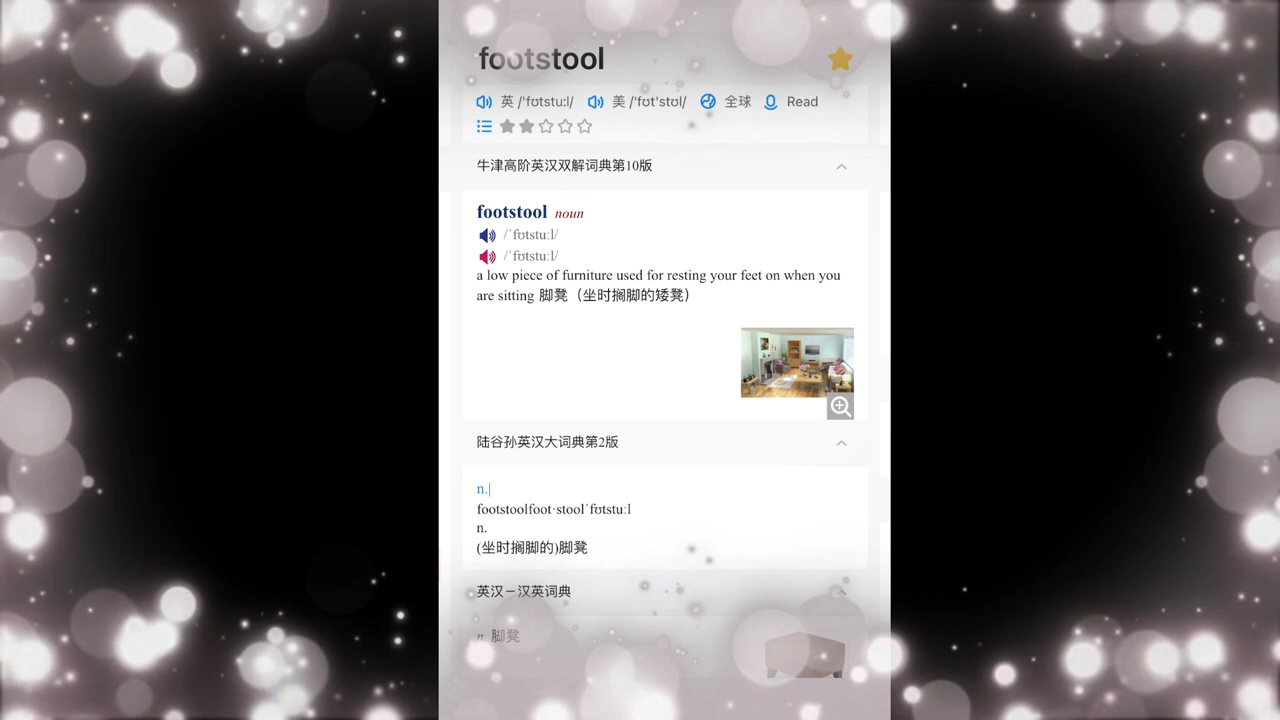 footstool
英 /'fʊtstuːl/ 美 /'fʊt'stʊl/ 全球 Read
牛津高阶英汉双解词典第10版
footstool noun
/ˈfʊtstuːl/
/ˈfʊtstuːl/
a low piece of furniture used for resting your feet on when you
are sitting 脚凳（坐时搁脚的矮凳）
陆谷孙英汉大词典第2版
n.|
footstoolfoot·stoolˈfʊtstuːl
n.
(坐时搁脚的)脚凳
英汉－汉英词典
n 脚凳